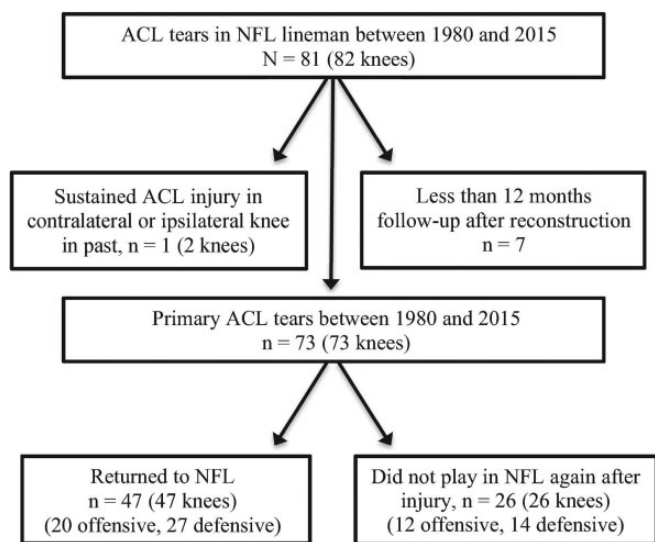 ACL tears in NFL lineman between 1980 and 2015
N = 81 (82 knees)
Sustained ACL injury in
contralateral or ipsilateral knee
in past, n = 1 (2 knees)
Less than 12 months
follow-up after reconstruction
n = 7
Primary ACL tears between 1980 and 2015
n = 73 (73 knees)
Returned to NFL
n = 47 (47 knees)
(20 offensive, 27 defensive)
Did not play in NFL again after
injury, n = 26 (26 knees)
(12 offensive, 14 defensive)